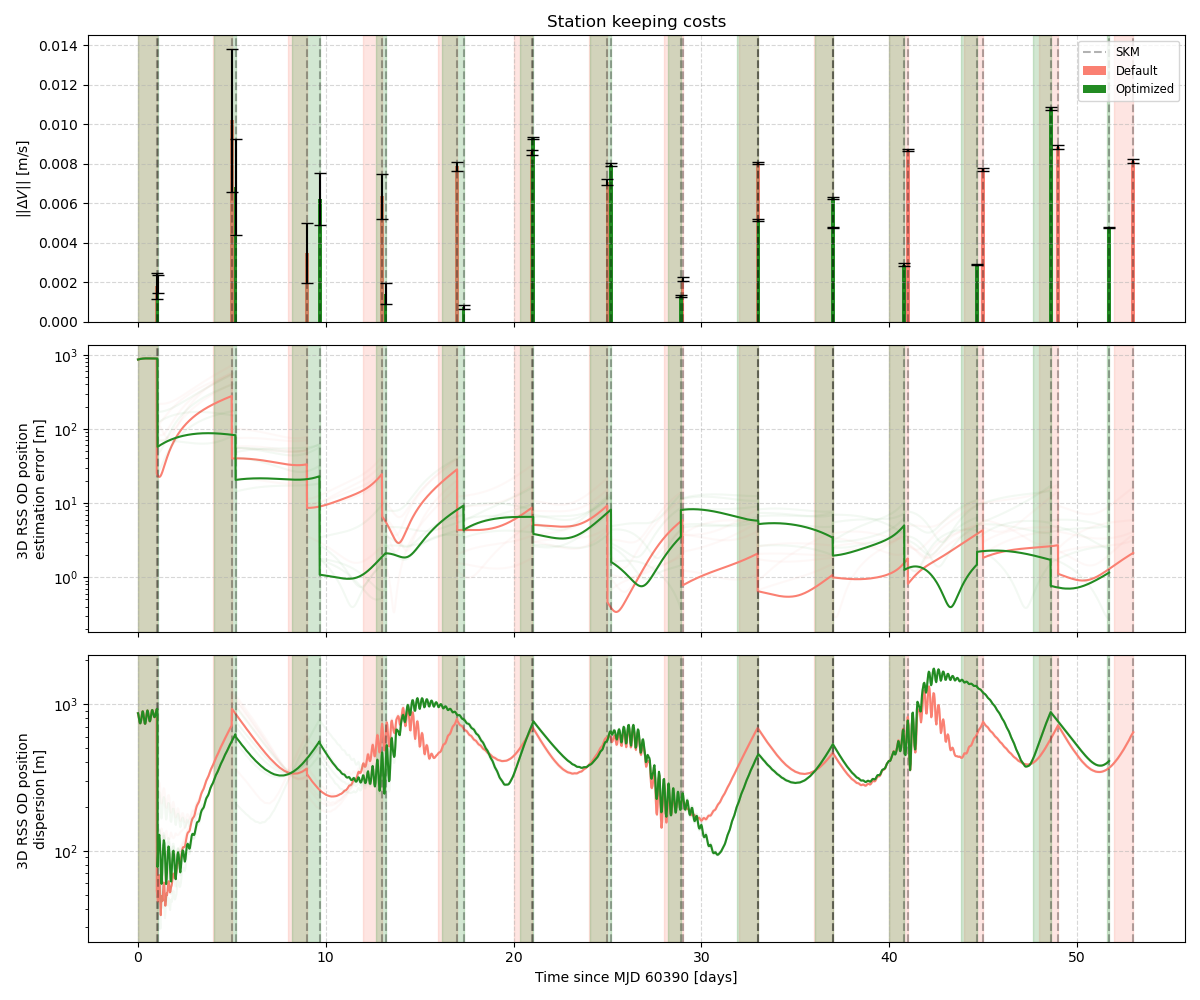 Station keeping costs
0.014
0.012
0.010
0.008
0.006
0.004
0.002
0.000
||ΔV|| [m/s]
SKM
Default
Optimized
10³
10²
10¹
10⁰
3D RSS OD position
estimation error [m]
10³
10²
3D RSS OD position
dispersion [m]
0 10 20 30 40 50
Time since MJD 60390 [days]